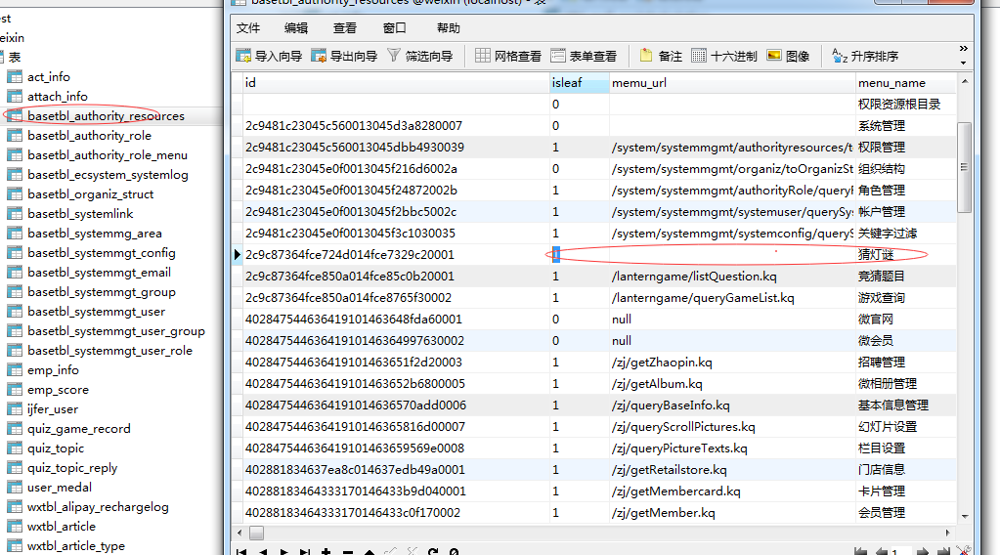 est
eixin
表
act_info
attach_info
basetbl_authority_resources
basetbl_authority_role
basetbl_authority_role_menu
basetbl_ecsystem_systemlog
basetbl_organiz_struct
basetbl_systemlink
basetbl_systemmg_area
basetbl_systemmgt_config
basetbl_systemmgt_email
basetbl_systemmgt_group
basetbl_systemmgt_user
basetbl_systemmgt_user_group
basetbl_systemmgt_user_role
emp_info
emp_score
ijfer_user
quiz_game_record
quiz_topic
quiz_topic_reply
user_medal
wxtbl_alipay_rechargelog
wxtbl_article
wxtbl_article_type
basetbl_authority_resources @weixin (localhost) - 表
文件 编辑 查看 窗口 帮助
导入向导 导出向导 筛选向导 网格查看 表单查看 备注 十六进制 图像 升序排序 »
id isleaf memu_url menu_name
0 权限资源根目录
2c9481c23045c560013045d3a8280007 0 系统管理
2c9481c23045c560013045dbb4930039 1 /system/systemmgmt/authorityresources/t 权限管理
2c9481c23045e0f0013045f216d6002a 0 /system/systemmgmt/organiz/toOrganizSt 组织结构
2c9481c23045e0f0013045f24872002b 1 /system/systemmgmt/authorityRole/queryl 角色管理
2c9481c23045e0f0013045f2bbc5002c 1 /system/systemmgmt/systemuser/querySy 帐户管理
2c9481c23045e0f0013045f3c1030035 1 /system/systemmgmt/systemconfig/queryS 关键字过滤
2c9c87364fce724d014fce7329c20001 1 猜灯谜
2c9c87364fce850a014fce85c0b20001 1 /lanterngame/listQuestion.kq 竞猜题目
2c9c87364fce850a014fce8765f30002 1 /lanterngame/queryGameList.kq 游戏查询
402847544636419101463648fda60001 0 null 微官网
40284754463641910146364997630002 0 null 微会员
402847544636419101463651f2d20003 1 /zj/getZhaopin.kq 招聘管理
402847544636419101463652b6800005 1 /zj/getAlbum.kq 微相册管理
402847544636419101463657 0add0006 1 /zj/queryBaseInfo.kq 基本信息管理
40284754463641910146365816d00007 1 /zj/queryScrollPictures.kq 幻灯片设置
402847544636419101463659569e0008 1 /zj/queryPictureTexts.kq 栏目设置
402881834637ea8c014637edb49a0001 1 /zj/getRetailstore.kq 门店信息
40288183464333170146433b9d040001 1 /zj/getMembercard.kq 卡片管理
40288183464333170146433c0f170002 1 /zj/getMember.kq 会员管理
1